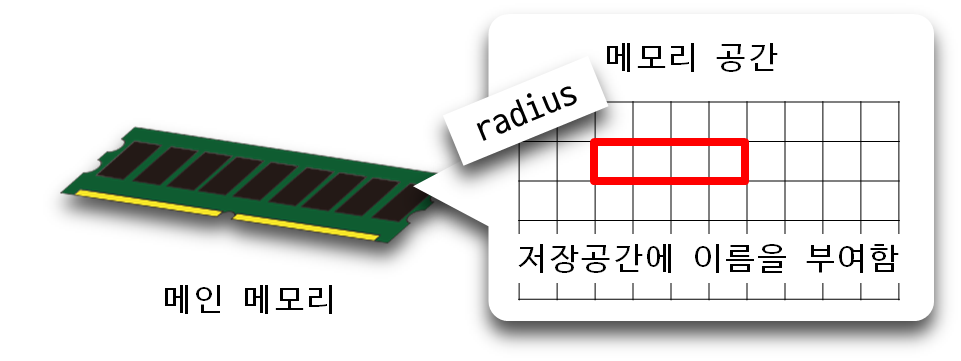 메모리 공간
radius
저장공간에 이름을 부여함
메인 메모리